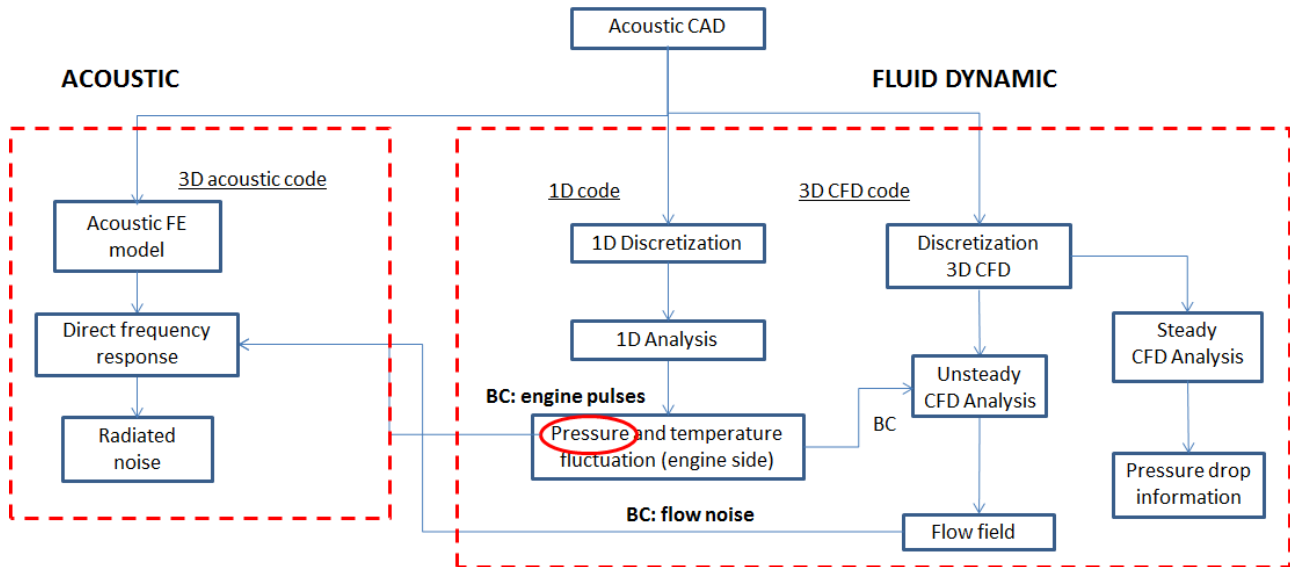 Acoustic CAD
ACOUSTIC
FLUID DYNAMIC
3D acoustic code
1D code
3D CFD code
Acoustic FE
model
1D Discretization
Discretization
3D CFD
Direct frequency
response
1D Analysis
Steady
CFD Analysis
Unsteady
CFD Analysis
BC: engine pulses
BC
Radiated
noise
Pressure and temperature
fluctuation (engine side)
Pressure drop
information
BC: flow noise
Flow field